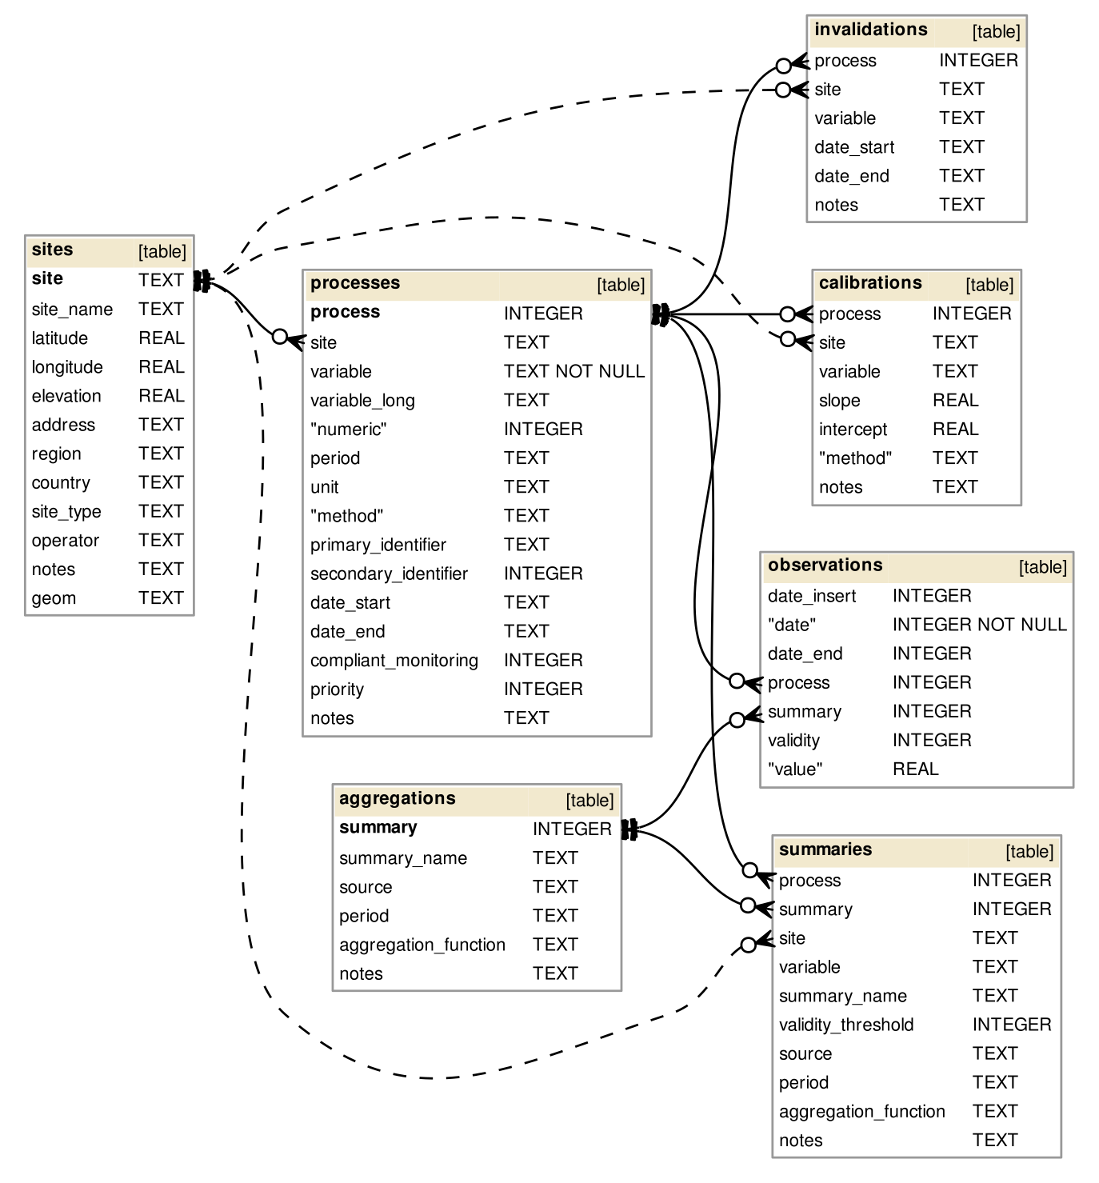 invalidations [table]
process INTEGER
site TEXT
variable TEXT
date_start TEXT
date_end TEXT
notes TEXT
sites [table]
site TEXT
site_name TEXT
latitude REAL
longitude REAL
elevation REAL
address TEXT
region TEXT
country TEXT
site_type TEXT
operator TEXT
notes TEXT
geom TEXT
processes [table]
process INTEGER
site TEXT
variable TEXT NOT NULL
variable_long TEXT
"numeric" INTEGER
period TEXT
unit TEXT
"method" TEXT
primary_identifier TEXT
secondary_identifier INTEGER
date_start TEXT
date_end TEXT
compliant_monitoring INTEGER
priority INTEGER
notes TEXT
calibrations [table]
process INTEGER
site TEXT
variable TEXT
slope REAL
intercept REAL
"method" TEXT
notes TEXT
observations [table]
date_insert INTEGER
"date" INTEGER NOT NULL
date_end INTEGER
process INTEGER
summary INTEGER
validity INTEGER
"value" REAL
aggregations [table]
summary INTEGER
summary_name TEXT
source TEXT
period TEXT
aggregation_function TEXT
notes TEXT
summaries [table]
process INTEGER
summary INTEGER
site TEXT
variable TEXT
summary_name TEXT
validity_threshold INTEGER
source TEXT
period TEXT
aggregation_function TEXT
notes TEXT